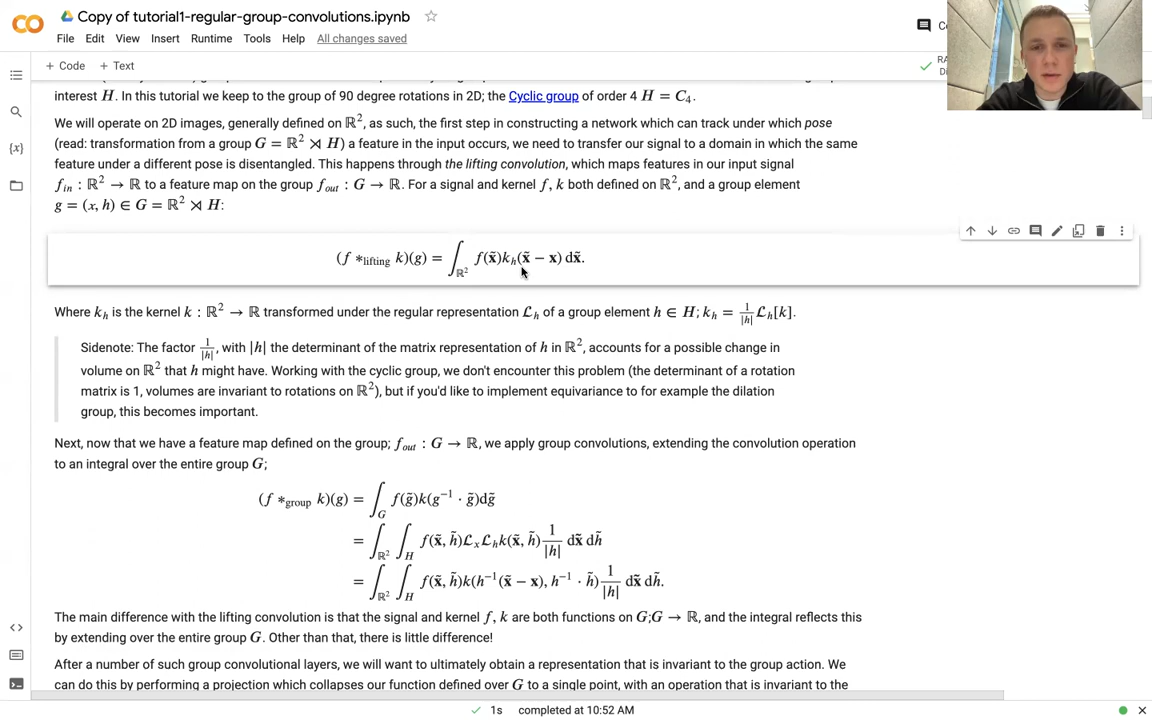 Copy of tutorial1-regular-group-convolutions.ipynb
File Edit View Insert Runtime Tools Help All changes saved
+ Code + Text
interest H. In this tutorial we keep to the group of 90 degree rotations in 2D; the Cyclic group of order 4 H = C₄.
We will operate on 2D images, generally defined on ℝ², as such, the first step in constructing a network which can track under which pose
(read: transformation from a group G = ℝ² ⋊ H) a feature in the input occurs, we need to transfer our signal to a domain in which the same
feature under a different pose is disentangled. This happens through the lifting convolution, which maps features in our input signal
f_in : ℝ² → ℝ to a feature map on the group f_out : G → ℝ. For a signal and kernel f, k both defined on ℝ², and a group element
g = (x, h) ∈ G = ℝ² ⋊ H:
(f *_lifting k)(g) = ∫_ℝ² f(x̃)k_h(x̃ − x) dx̃.
Where k_h is the kernel k : ℝ² → ℝ transformed under the regular representation ℒ_h of a group element h ∈ H; k_h = 1/|h| ℒ_h[k].
Sidenote: The factor 1/|h|, with |h| the determinant of the matrix representation of h in ℝ², accounts for a possible change in
volume on ℝ² that h might have. Working with the cyclic group, we don't encounter this problem (the determinant of a rotation
matrix is 1, volumes are invariant to rotations on ℝ²), but if you'd like to implement equivariance to for example the dilation
group, this becomes important.
Next, now that we have a feature map defined on the group; f_out : G → ℝ, we apply group convolutions, extending the convolution operation
to an integral over the entire group G;
(f *_group k)(g) = ∫_G f(g̃)k(g⁻¹ · g̃)dg̃
= ∫_ℝ² ∫_H f(x̃, h̃)ℒ_xℒ_h k(x̃, h̃) 1/|h| dx̃ dh̃
= ∫_ℝ² ∫_H f(x̃, h̃)k(h⁻¹(x̃ − x), h⁻¹ · h̃) 1/|h| dx̃ dh̃.
The main difference with the lifting convolution is that the signal and kernel f, k are both functions on G;G → ℝ, and the integral reflects this
by extending over the entire group G. Other than that, there is little difference!
After a number of such group convolutional layers, we will want to ultimately obtain a representation that is invariant to the group action. We
can do this by performing a projection which collapses our function defined over G to a single point, with an operation that is invariant to the
1s completed at 10:52 AM